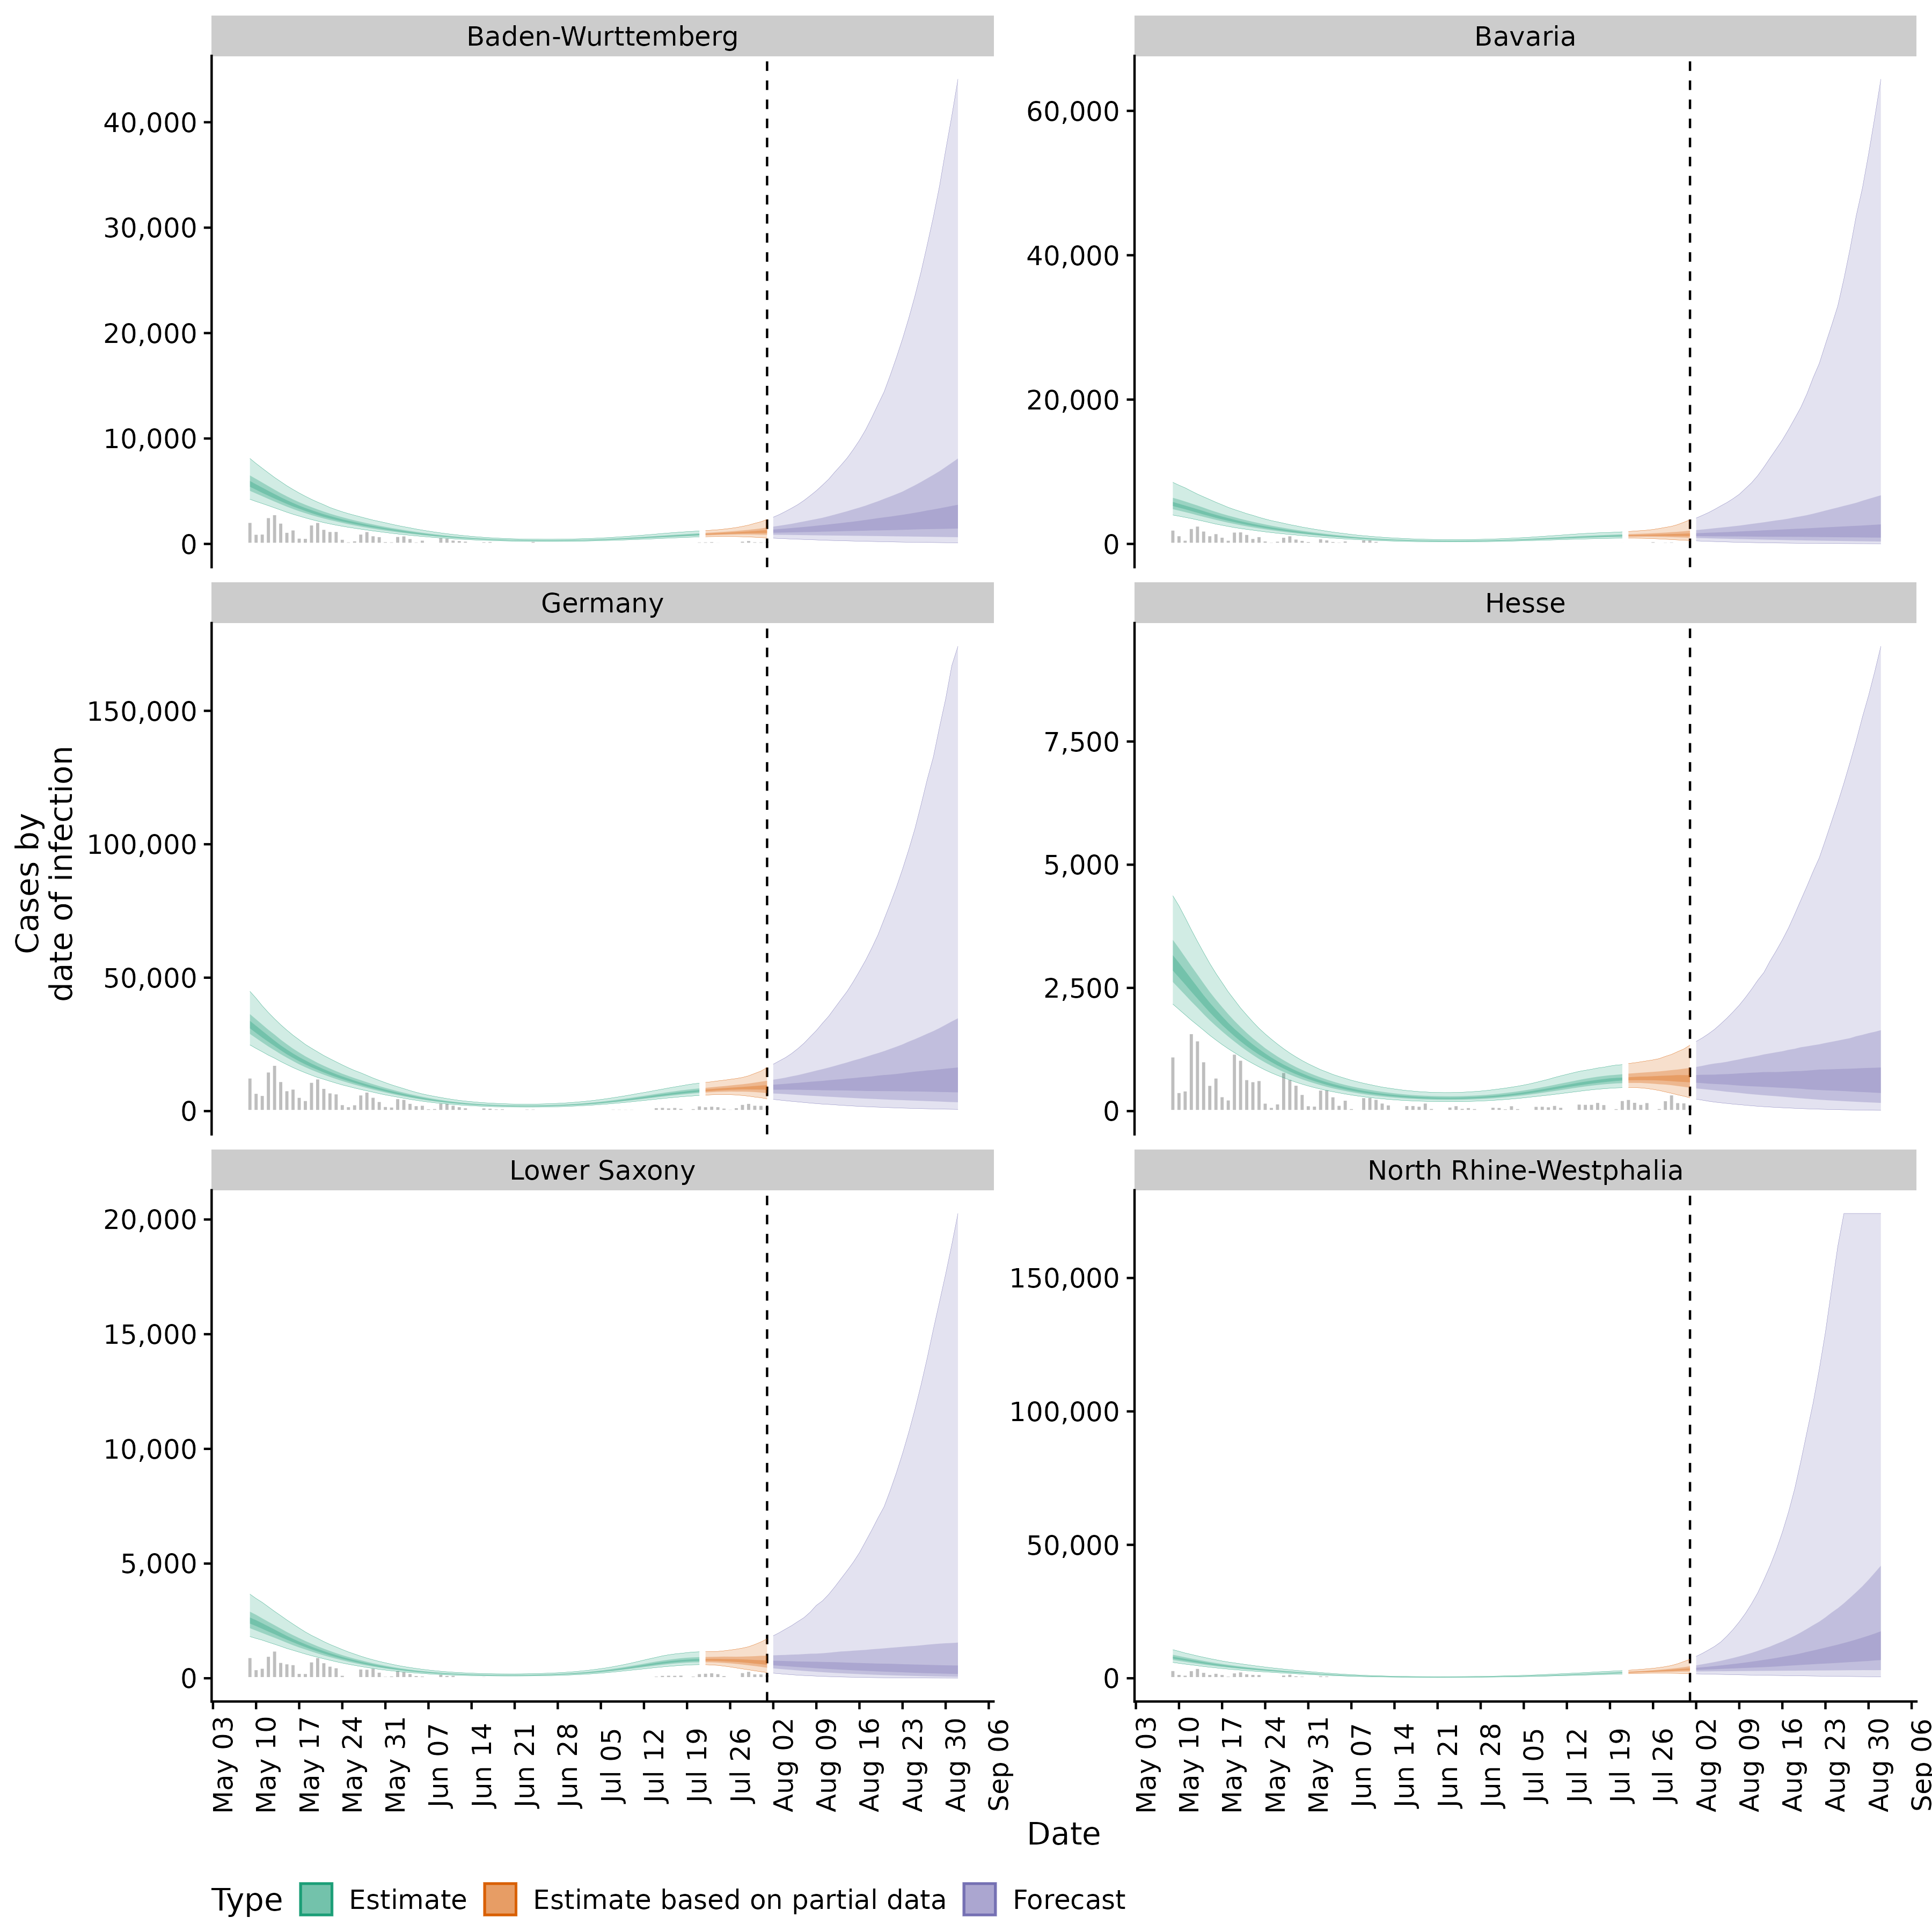 Baden-Wurttemberg
Bavaria
40,000
30,000
20,000
10,000
0
60,000
40,000
20,000
0
Germany
Hesse
150,000
100,000
50,000
0
7,500
5,000
2,500
0
Cases by
date of infection
Lower Saxony
North Rhine-Westphalia
20,000
15,000
10,000
5,000
0
150,000
100,000
50,000
0
May 03
May 10
May 17
May 24
May 31
Jun 07
Jun 14
Jun 21
Jun 28
Jul 05
Jul 12
Jul 19
Jul 26
Aug 02
Aug 09
Aug 16
Aug 23
Aug 30
Sep 06
May 03
May 10
May 17
May 24
May 31
Jun 07
Jun 14
Jun 21
Jun 28
Jul 05
Jul 12
Jul 19
Jul 26
Aug 02
Aug 09
Aug 16
Aug 23
Aug 30
Sep 06
Date
Type Estimate Estimate based on partial data Forecast